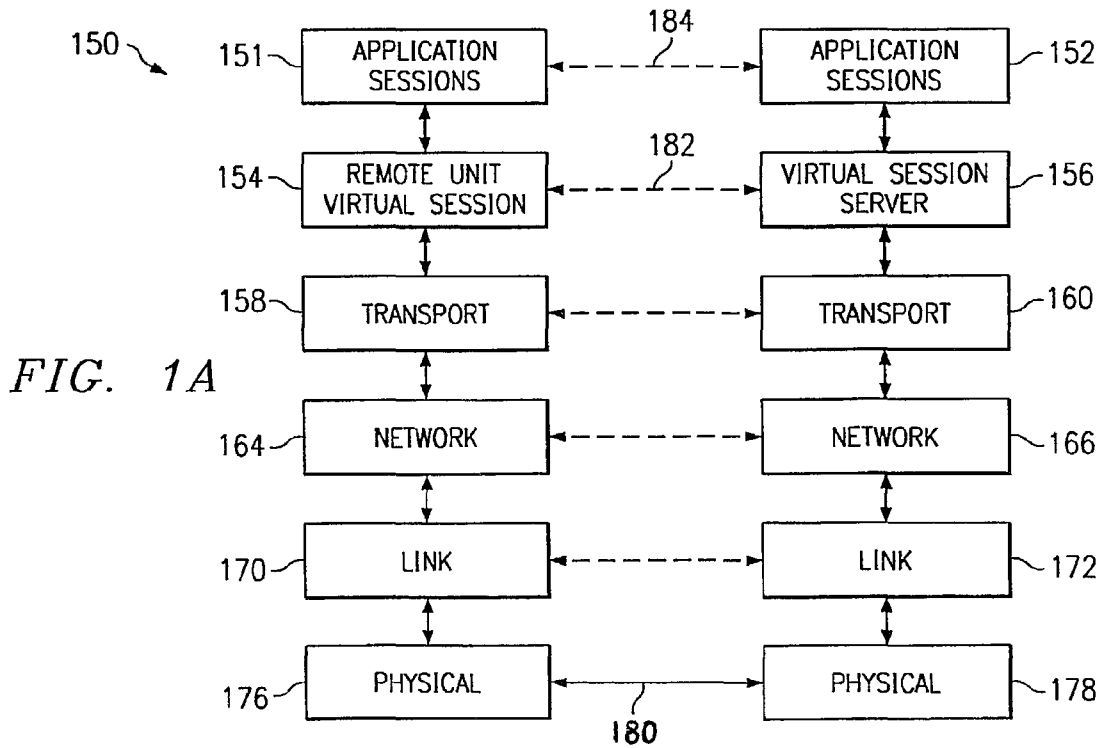 150
151
APPLICATION
SESSIONS
184
APPLICATION
SESSIONS
152
154
REMOTE UNIT
VIRTUAL SESSION
182
VIRTUAL SESSION
SERVER
156
158
TRANSPORT
TRANSPORT
160
FIG. 1A
164
NETWORK
NETWORK
166
170
LINK
LINK
172
176
PHYSICAL
180
PHYSICAL
178